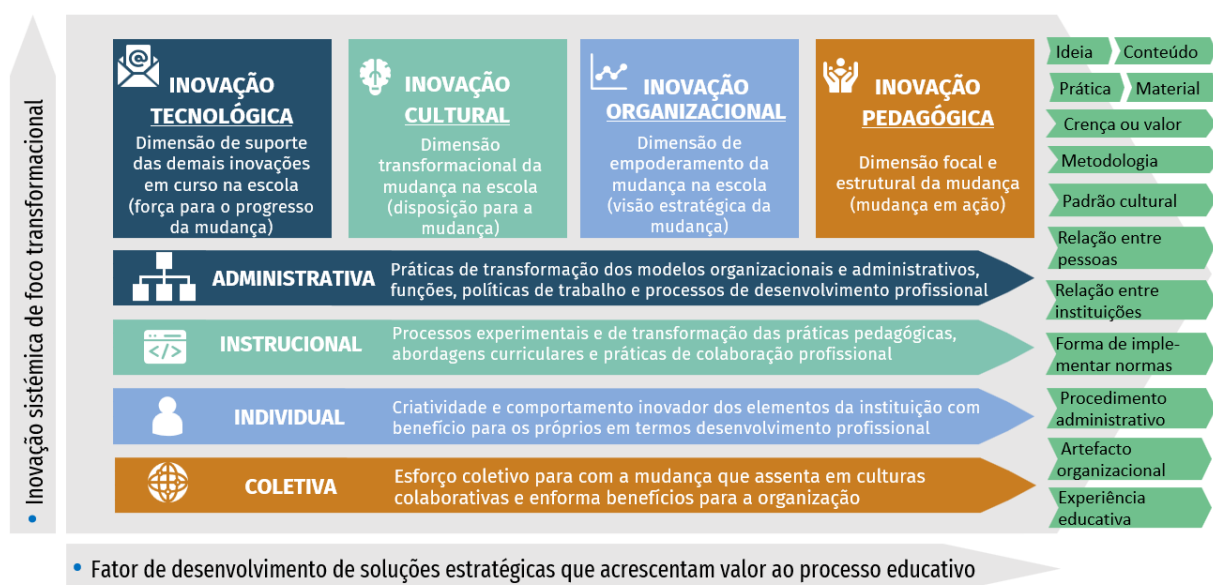 Inovação sistémica de foco transformacional
INOVAÇÃO
TECNOLÓGICA
Dimensão de suporte
das demais inovações
em curso na escola
(força para o progresso
da mudança)
INOVAÇÃO
CULTURAL
Dimensão
transformacional da
mudança na escola
(disposição para a
mudança)
INOVAÇÃO
ORGANIZACIONAL
Dimensão de
empoderamento da
mudança na escola
(visão estratégica da
mudança)
INOVAÇÃO
PEDAGÓGICA
Dimensão focal e
estrutural da mudança
(mudança em ação)
ADMINISTRATIVA
Práticas de transformação dos modelos organizacionais e administrativos,
funções, políticas de trabalho e processos de desenvolvimento profissional
INSTRUCIONAL
Processos experimentais e de transformação das práticas pedagógicas,
abordagens curriculares e práticas de colaboração profissional
INDIVIDUAL
Criatividade e comportamento inovador dos elementos da instituição com
benefício para os próprios em termos desenvolvimento profissional
COLETIVA
Esforço coletivo para com a mudança que assenta em culturas
colaborativas e enforma benefícios para a organização
Ideia
Conteúdo
Prática
Material
Crença ou valor
Metodologia
Padrão cultural
Relação entre
pessoas
Relação entre
instituições
Forma de imple-
mentar normas
Procedimento
administrativo
Artefacto
organizacional
Experiência
educativa
Fator de desenvolvimento de soluções estratégicas que acrescentam valor ao processo educativo